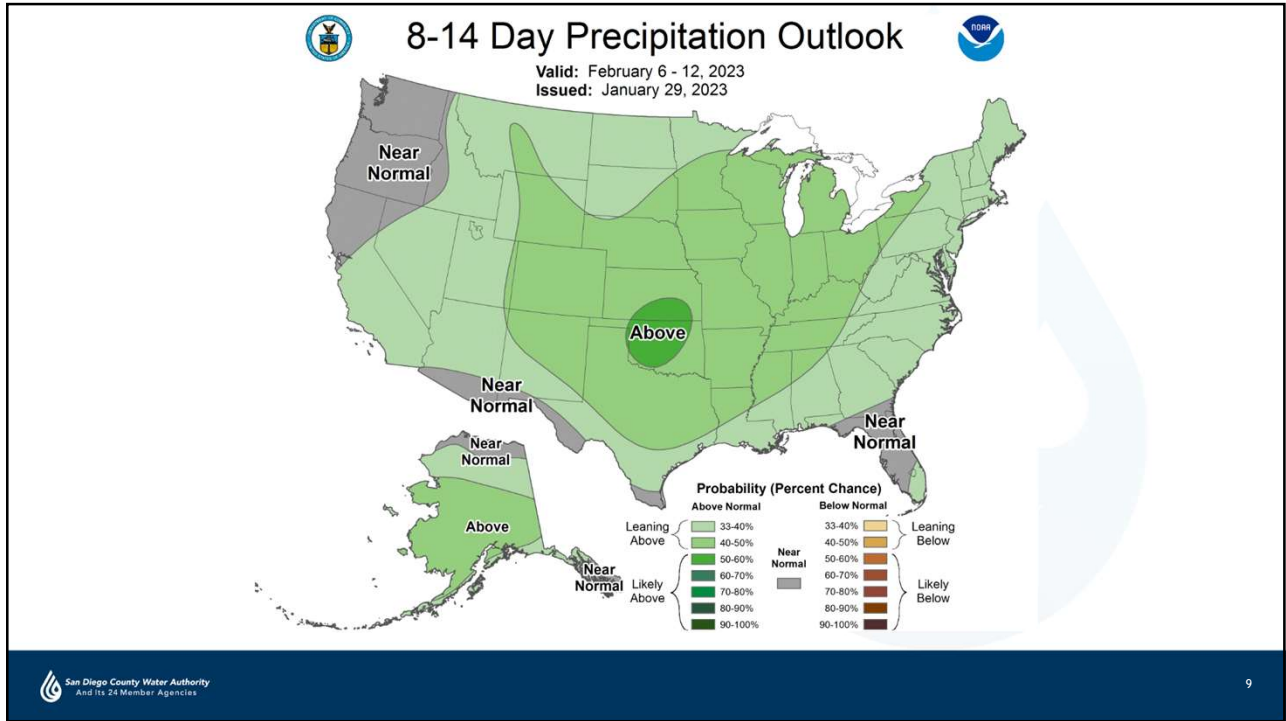 8-14 Day Precipitation Outlook
NOAA
Valid: February 6 - 12, 2023
Issued: January 29, 2023
Near
Normal
Above
Near
Normal
Near
Normal
Near
Normal
Above
Near
Normal
Probability (Percent Chance)
Above Normal
Below Normal
Leaning
Above
33-40%
40-50%
Likely
Above
50-60%
60-70%
70-80%
80-90%
90-100%
Near
Normal
33-40%
40-50%
Leaning
Below
50-60%
60-70%
70-80%
80-90%
90-100%
Likely
Below
San Diego County Water Authority
And Its 24 Member Agencies
9